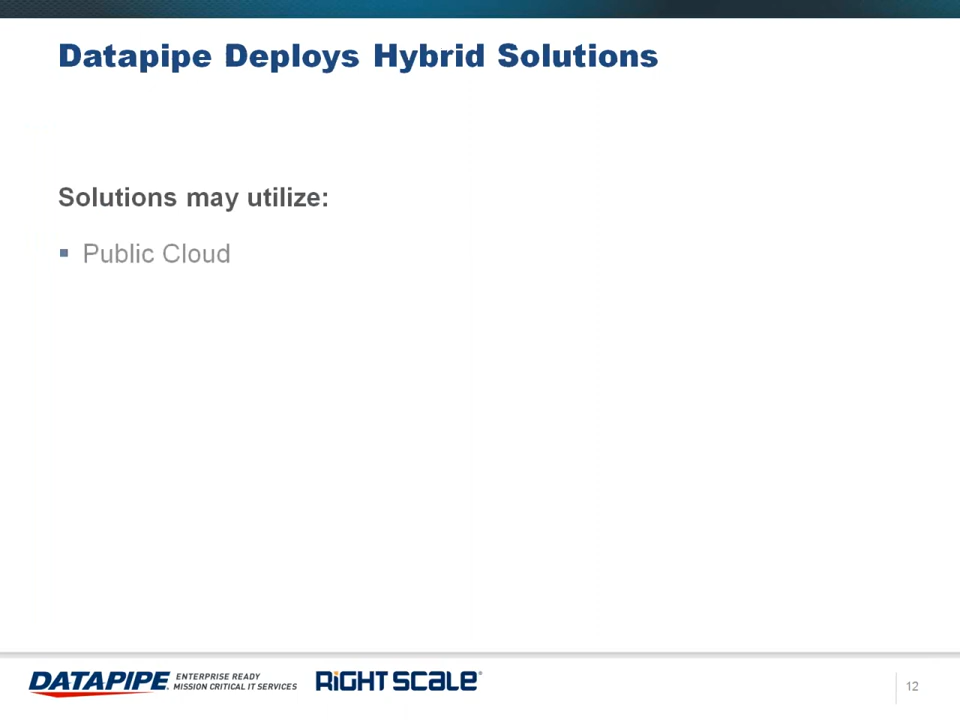 Datapipe Deploys Hybrid Solutions
Solutions may utilize:
▪ Public Cloud
DATAPIPE. ENTERPRISE READY
MISSION CRITICAL IT SERVICES
RIGHTSCALE®
12